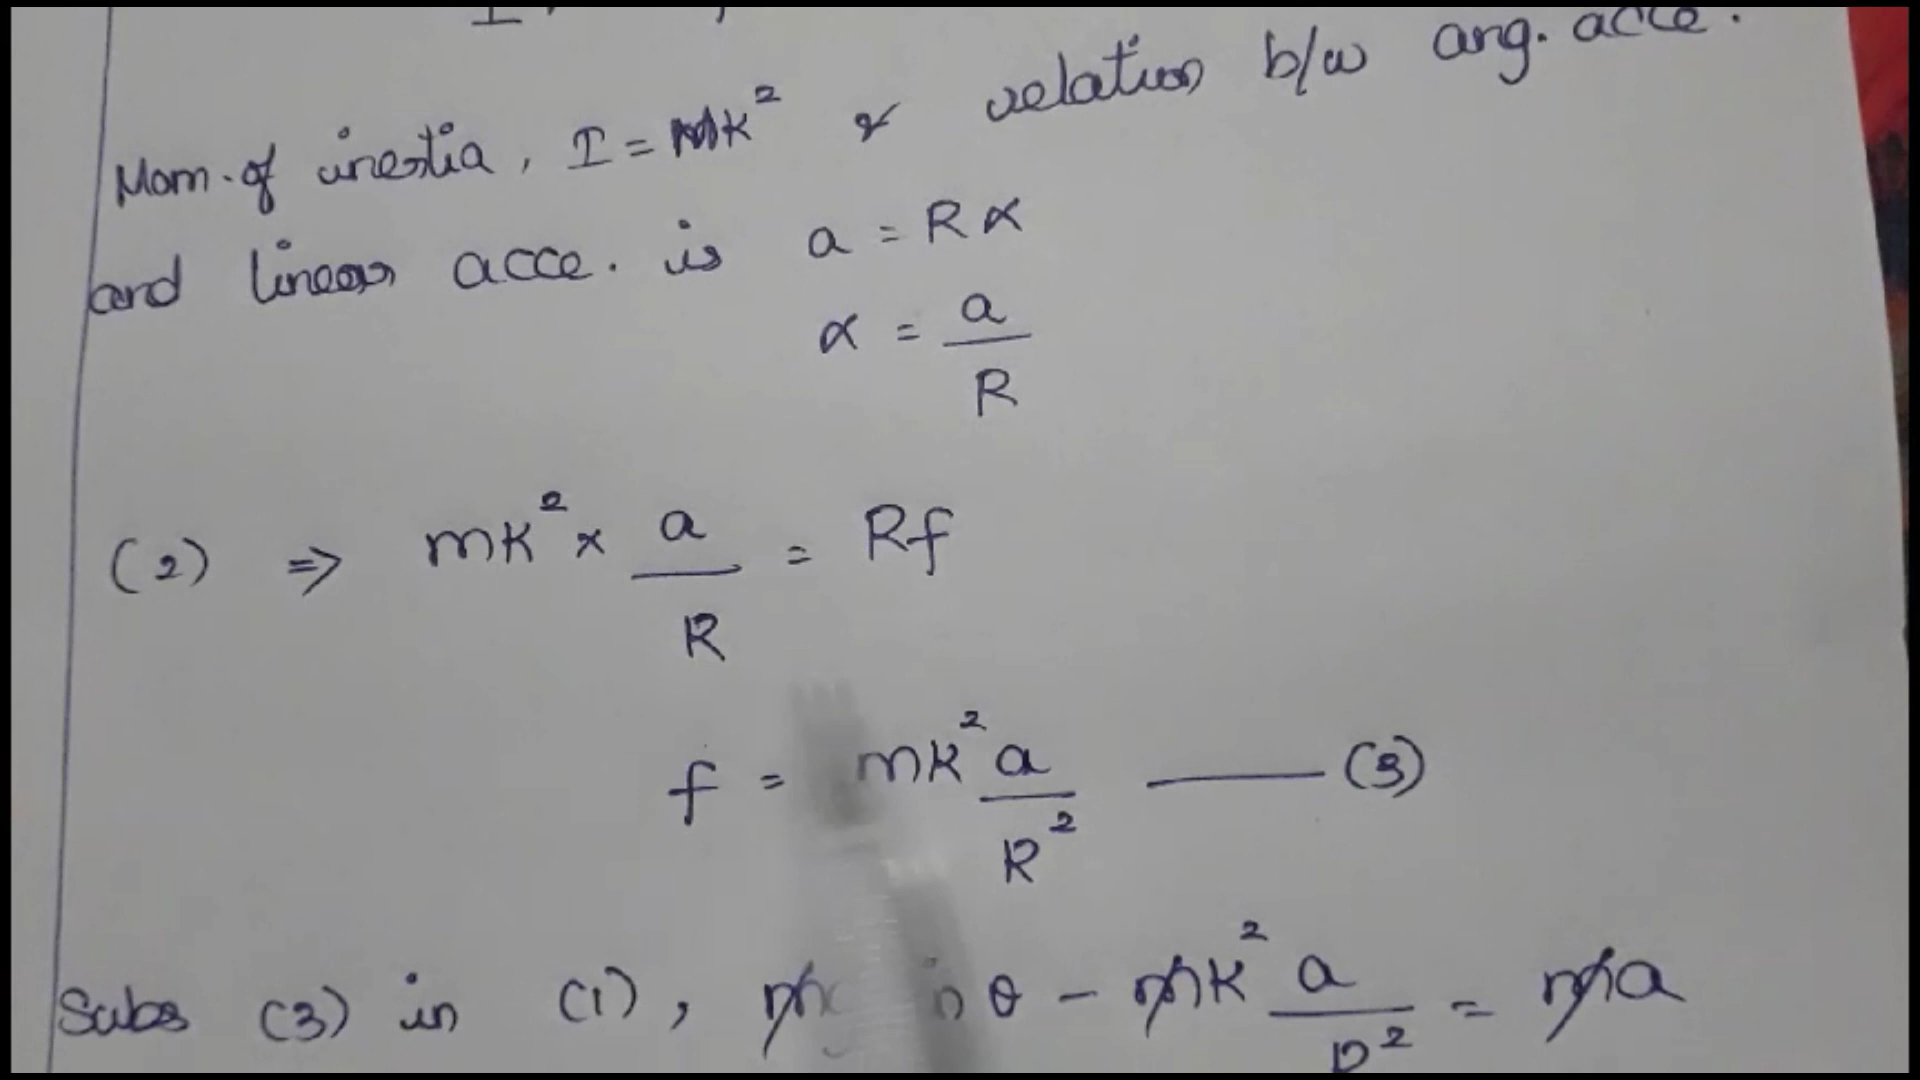 Mom. of inertia, I = MK² & relation b/w ang. acce.
and linear acce. is a = Rα
α = a/R
(2) ⇒ mK² × a/R = Rf
f = mK² a/R² —— (3)
Subs (3) in (1), θ - mK² a/R² = ma